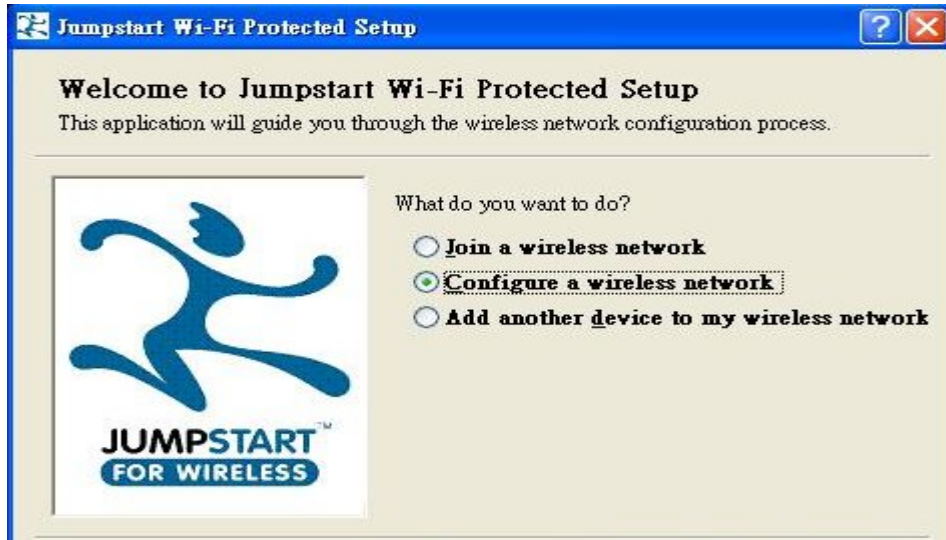 Jumpstart Wi-Fi Protected Setup
Welcome to Jumpstart Wi-Fi Protected Setup
This application will guide you through the wireless network configuration process.
What do you want to do?
Join a wireless network
Configure a wireless network
Add another device to my wireless network
JUMPSTART™
FOR WIRELESS